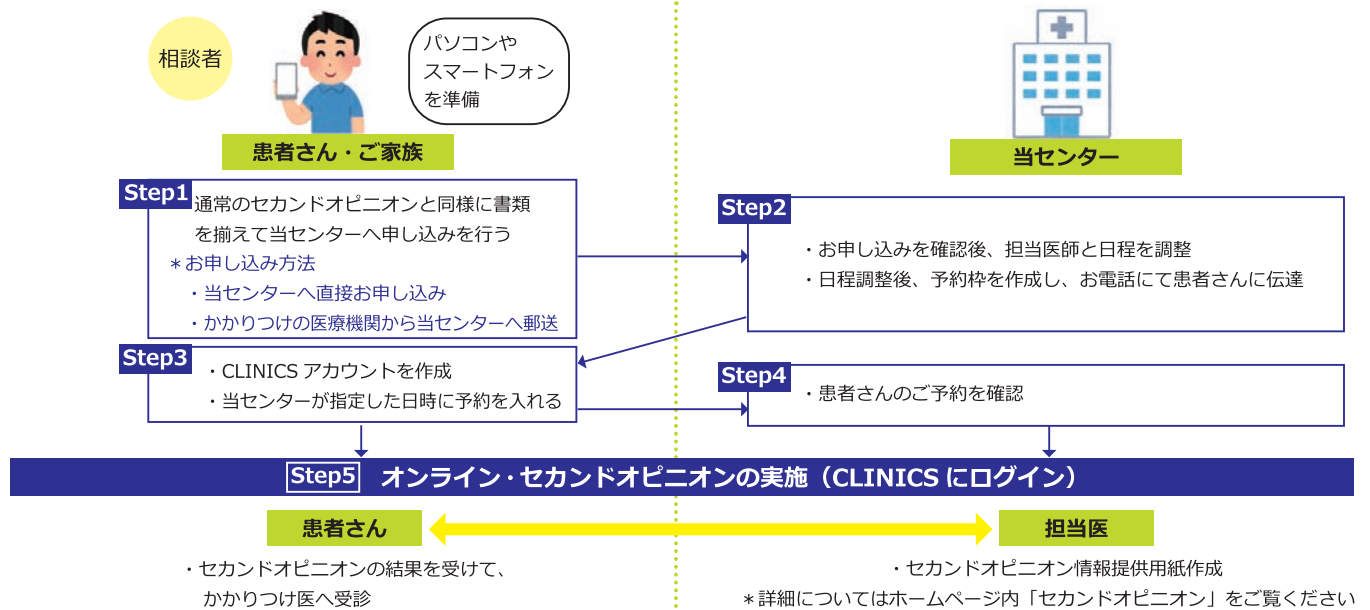 相談者
パソコンや
スマートフォン
を準備
患者さん・ご家族
当センター
Step1
通常のセカンドオピニオンと同様に書類
を揃えて当センターへ申し込みを行う
＊お申し込み方法
・当センターへ直接お申し込み
・かかりつけの医療機関から当センターへ郵送
Step2
・お申し込みを確認後、担当医師と日程を調整
・日程調整後、予約枠を作成し、お電話にて患者さんに伝達
Step3
・CLINICS アカウントを作成
・当センターが指定した日時に予約を入れる
Step4
・患者さんのご予約を確認
Step5 オンライン・セカンドオピニオンの実施（CLINICS にログイン）
患者さん
担当医
・セカンドオピニオンの結果を受けて、
かかりつけ医へ受診
・セカンドオピニオン情報提供用紙作成
＊詳細についてはホームページ内「セカンドオピニオン」をご覧ください